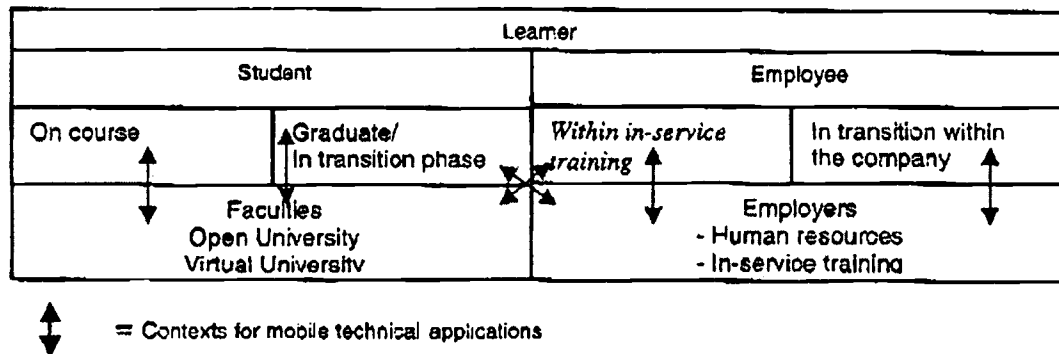 Learner
Student
Employee
On course
Graduate/
In transition phase
Within in-service
training
In transition within
the company
Faculties
Open University
Virtual University
Employers
- Human resources
- In-service training
= Contexts for mobile technical applications